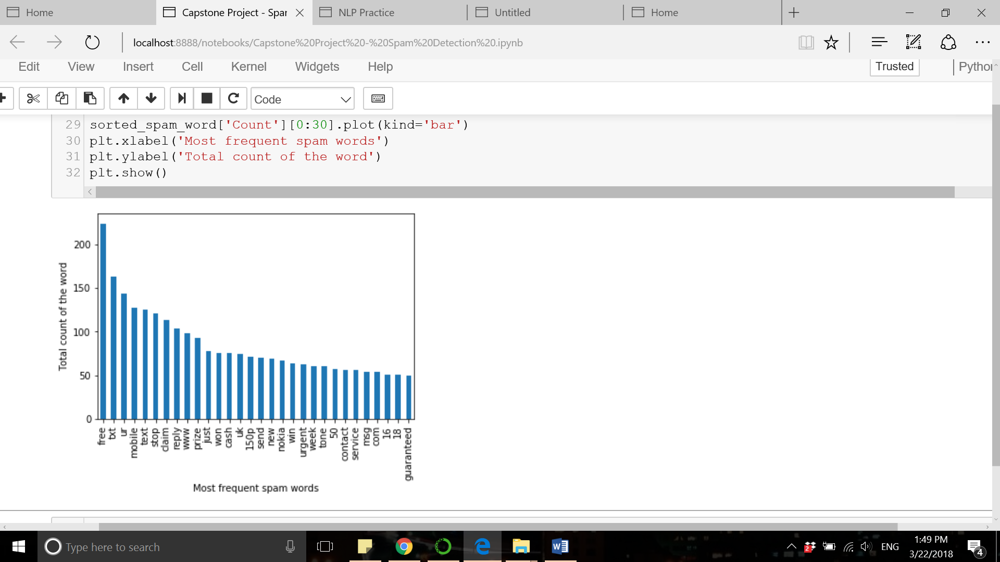 Home
Capstone Project - Spar
NLP Practice
Untitled
Home
localhost:8888/notebooks/Capstone%20Project%20-%20Spam%20Detection%20.ipynb
Edit View Insert Cell Kernel Widgets Help
Trusted
Python
Code
29 sorted_spam_word['Count'][0:30].plot(kind='bar')
30 plt.xlabel('Most frequent spam words')
31 plt.ylabel('Total count of the word')
32 plt.show()
Total count of the word
200
150
100
50
0
free
txt
ur
mobile
text
stop
claim
reply
www
prize
just
won
cash
uk
150p
send
new
nokia
win
urgent
week
tone
50
contact
service
msg
com
16
18
guaranteed
Most frequent spam words
Type here to search
2
ENG
1:49 PM
3/22/2018
4